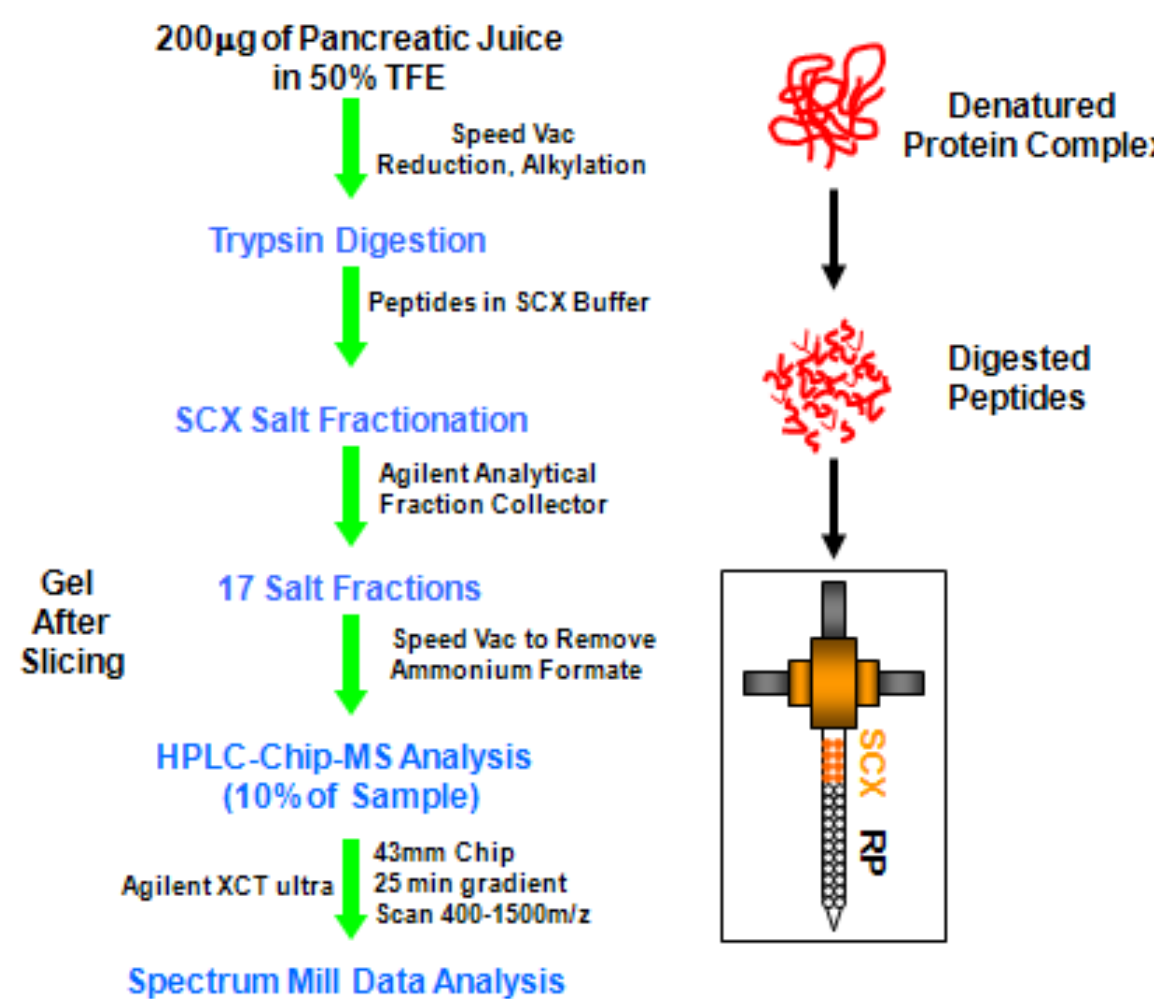 200µg of Pancreatic Juice
in 50% TFE
Speed Vac
Reduction, Alkylation
Trypsin Digestion
Peptides in SCX Buffer
SCX Salt Fractionation
Agilent Analytical
Fraction Collector
Gel
After
Slicing
17 Salt Fractions
Speed Vac to Remove
Ammonium Formate
HPLC-Chip-MS Analysis
(10% of Sample)
Agilent XCT ultra
43mm Chip
25 min gradient
Scan 400-1500m/z
Spectrum Mill Data Analysis
Denatured
Protein Complex
Digested
Peptides
SCX
RP